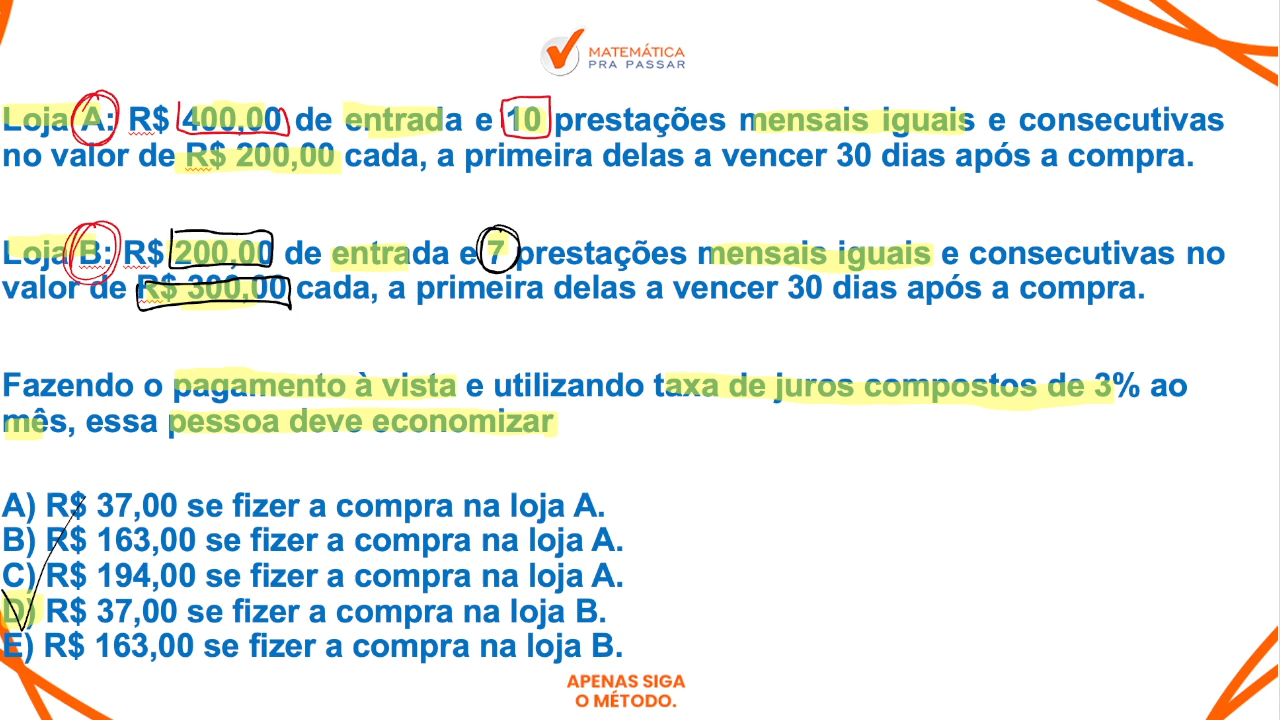 MATEMÁTICA
PRA PASSAR
Loja A: R$ 400,00 de entrada e 10 prestações mensais iguais e consecutivas
no valor de R$ 200,00 cada, a primeira delas a vencer 30 dias após a compra.
Loja B: R$ 200,00 de entrada e 7 prestações mensais iguais e consecutivas no
valor de R$ 300,00 cada, a primeira delas a vencer 30 dias após a compra.
Fazendo o pagamento à vista e utilizando taxa de juros compostos de 3% ao
mês, essa pessoa deve economizar
A) R$ 37,00 se fizer a compra na loja A.
B) R$ 163,00 se fizer a compra na loja A.
C) R$ 194,00 se fizer a compra na loja A.
D) R$ 37,00 se fizer a compra na loja B.
E) R$ 163,00 se fizer a compra na loja B.
APENAS SIGA
O MÉTODO.